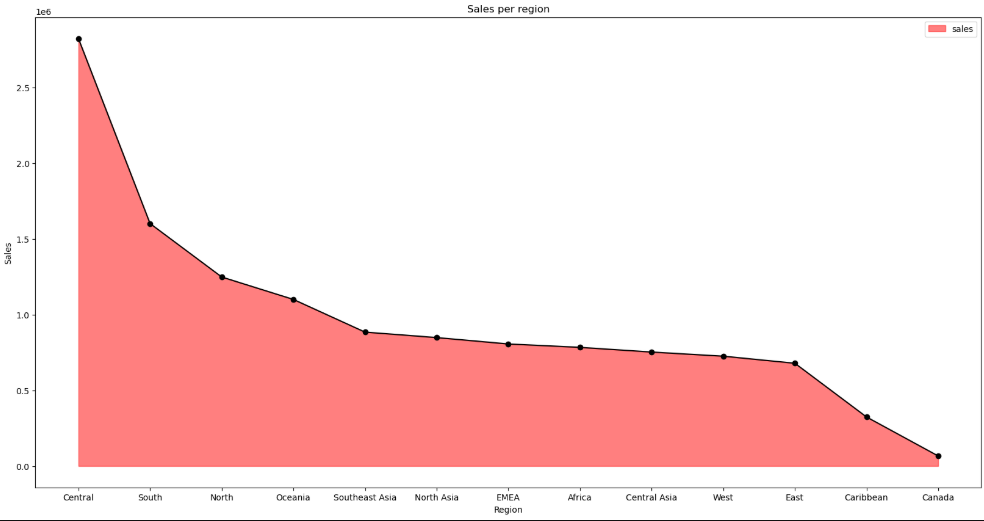 Sales per region
1e6
sales
2.5
2.0
1.5
1.0
0.5
0.0
Sales
Central South North Oceania Southeast Asia North Asia EMEA Africa Central Asia West East Caribbean Canada
Region